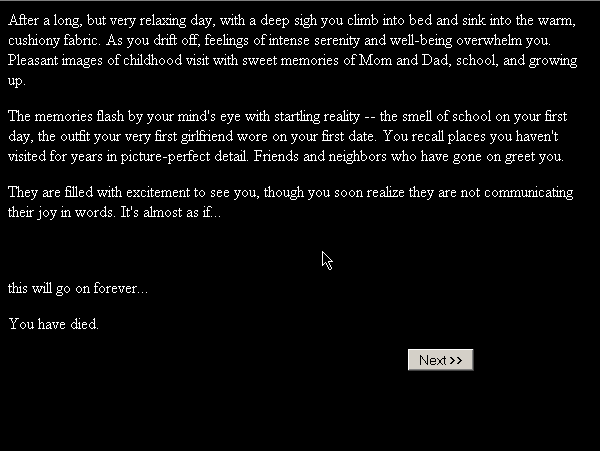 After a long, but very relaxing day, with a deep sigh you climb into bed and sink into the warm,
cushiony fabric. As you drift off, feelings of intense serenity and well-being overwhelm you.
Pleasant images of childhood visit with sweet memories of Mom and Dad, school, and growing
up.
The memories flash by your mind's eye with startling reality -- the smell of school on your first
day, the outfit your very first girlfriend wore on your first date. You recall places you haven't
visited for years in picture-perfect detail. Friends and neighbors who have gone on greet you.
They are filled with excitement to see you, though you soon realize they are not communicating
their joy in words. It's almost as if...
this will go on forever...
You have died.
Next >>